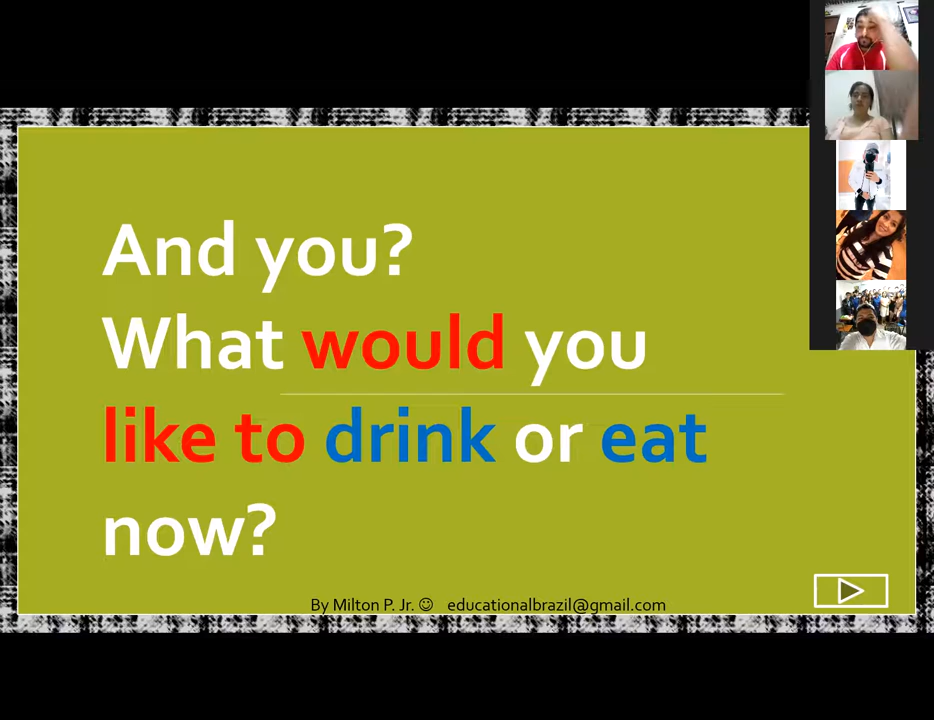 And you?
What would you
like to drink or eat
now?
By Milton P. Jr. ☺ educationalbrazil@gmail.com